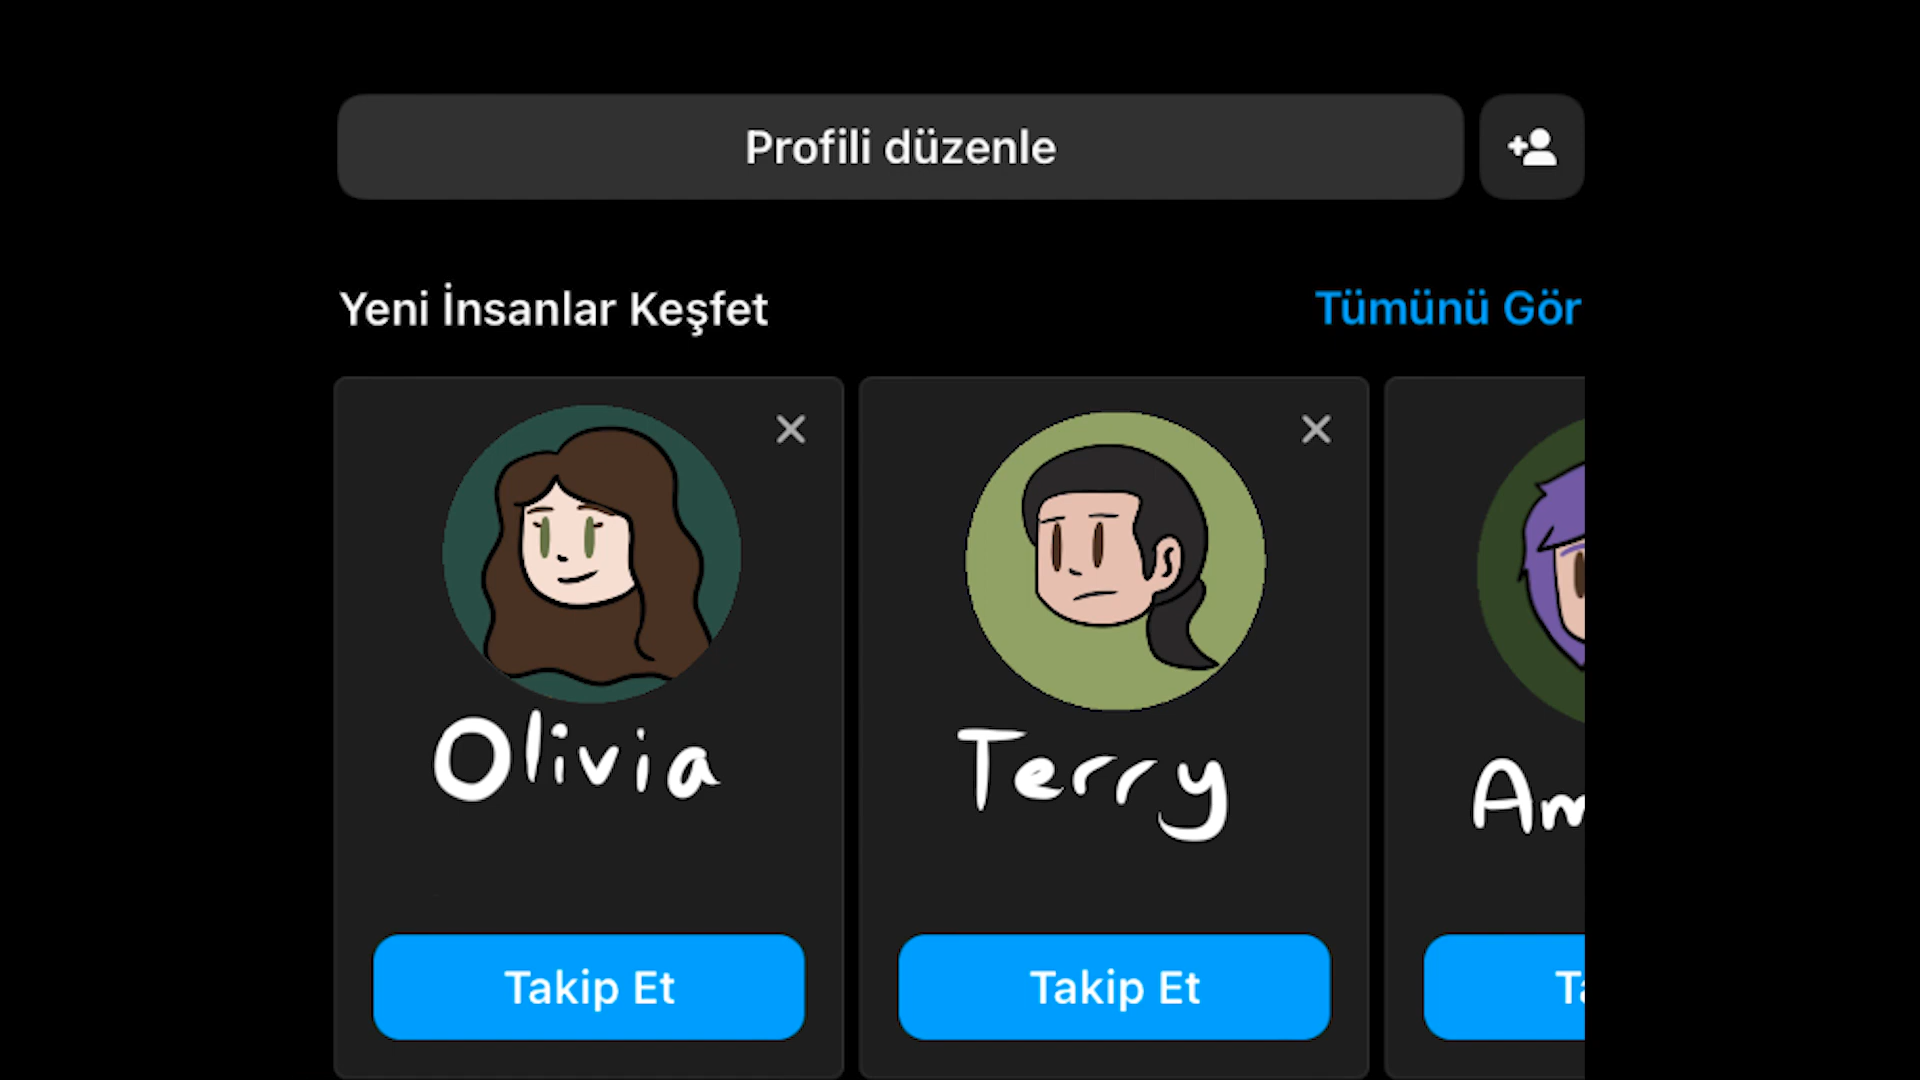 Profili düzenle
Yeni İnsanlar Keşfet
Tümünü Gör
Olivia
Terry
Takip Et
Takip Et